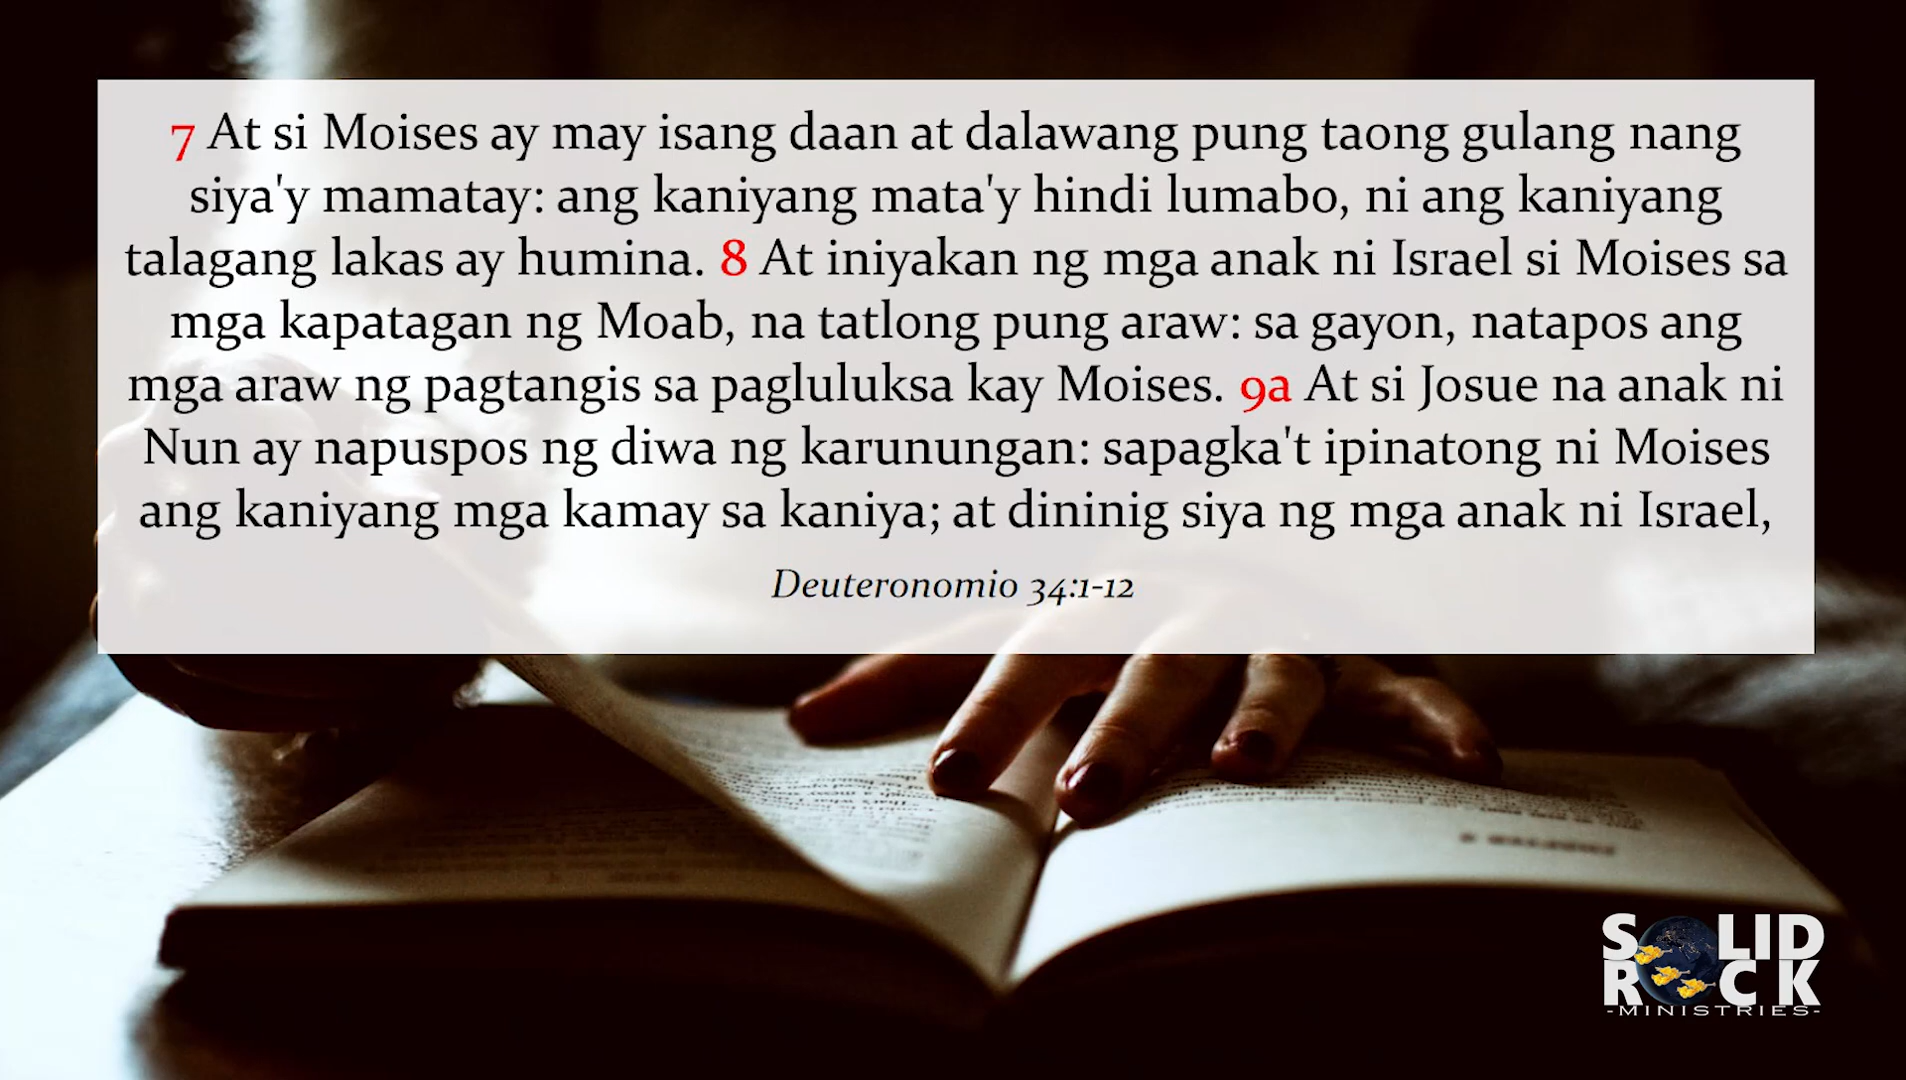 7 At si Moises ay may isang daan at dalawang pung taong gulang nang
siya'y mamatay: ang kaniyang mata'y hindi lumabo, ni ang kaniyang
talagang lakas ay humina. 8 At iniyakan ng mga anak ni Israel si Moises sa
mga kapatagan ng Moab, na tatlong pung araw: sa gayon, natapos ang
mga araw ng pagtangis sa pagluluksa kay Moises. 9a At si Josue na anak ni
Nun ay napuspos ng diwa ng karunungan: sapagka't ipinatong ni Moises
ang kaniyang mga kamay sa kaniya; at dininig siya ng mga anak ni Israel,
Deuteronomio 34:1-12
SOLID
ROCK
-MINISTRIES-